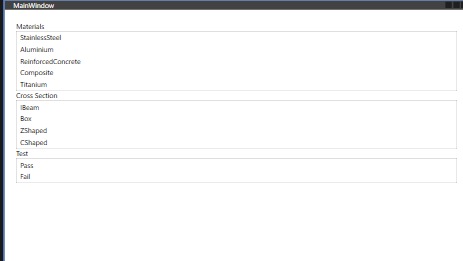 MainWindow
Materials
StainlessSteel
Aluminium
ReinforcedConcrete
Composite
Titanium
Cross Section
IBeam
Box
ZShaped
CShaped
Test
Pass
Fail